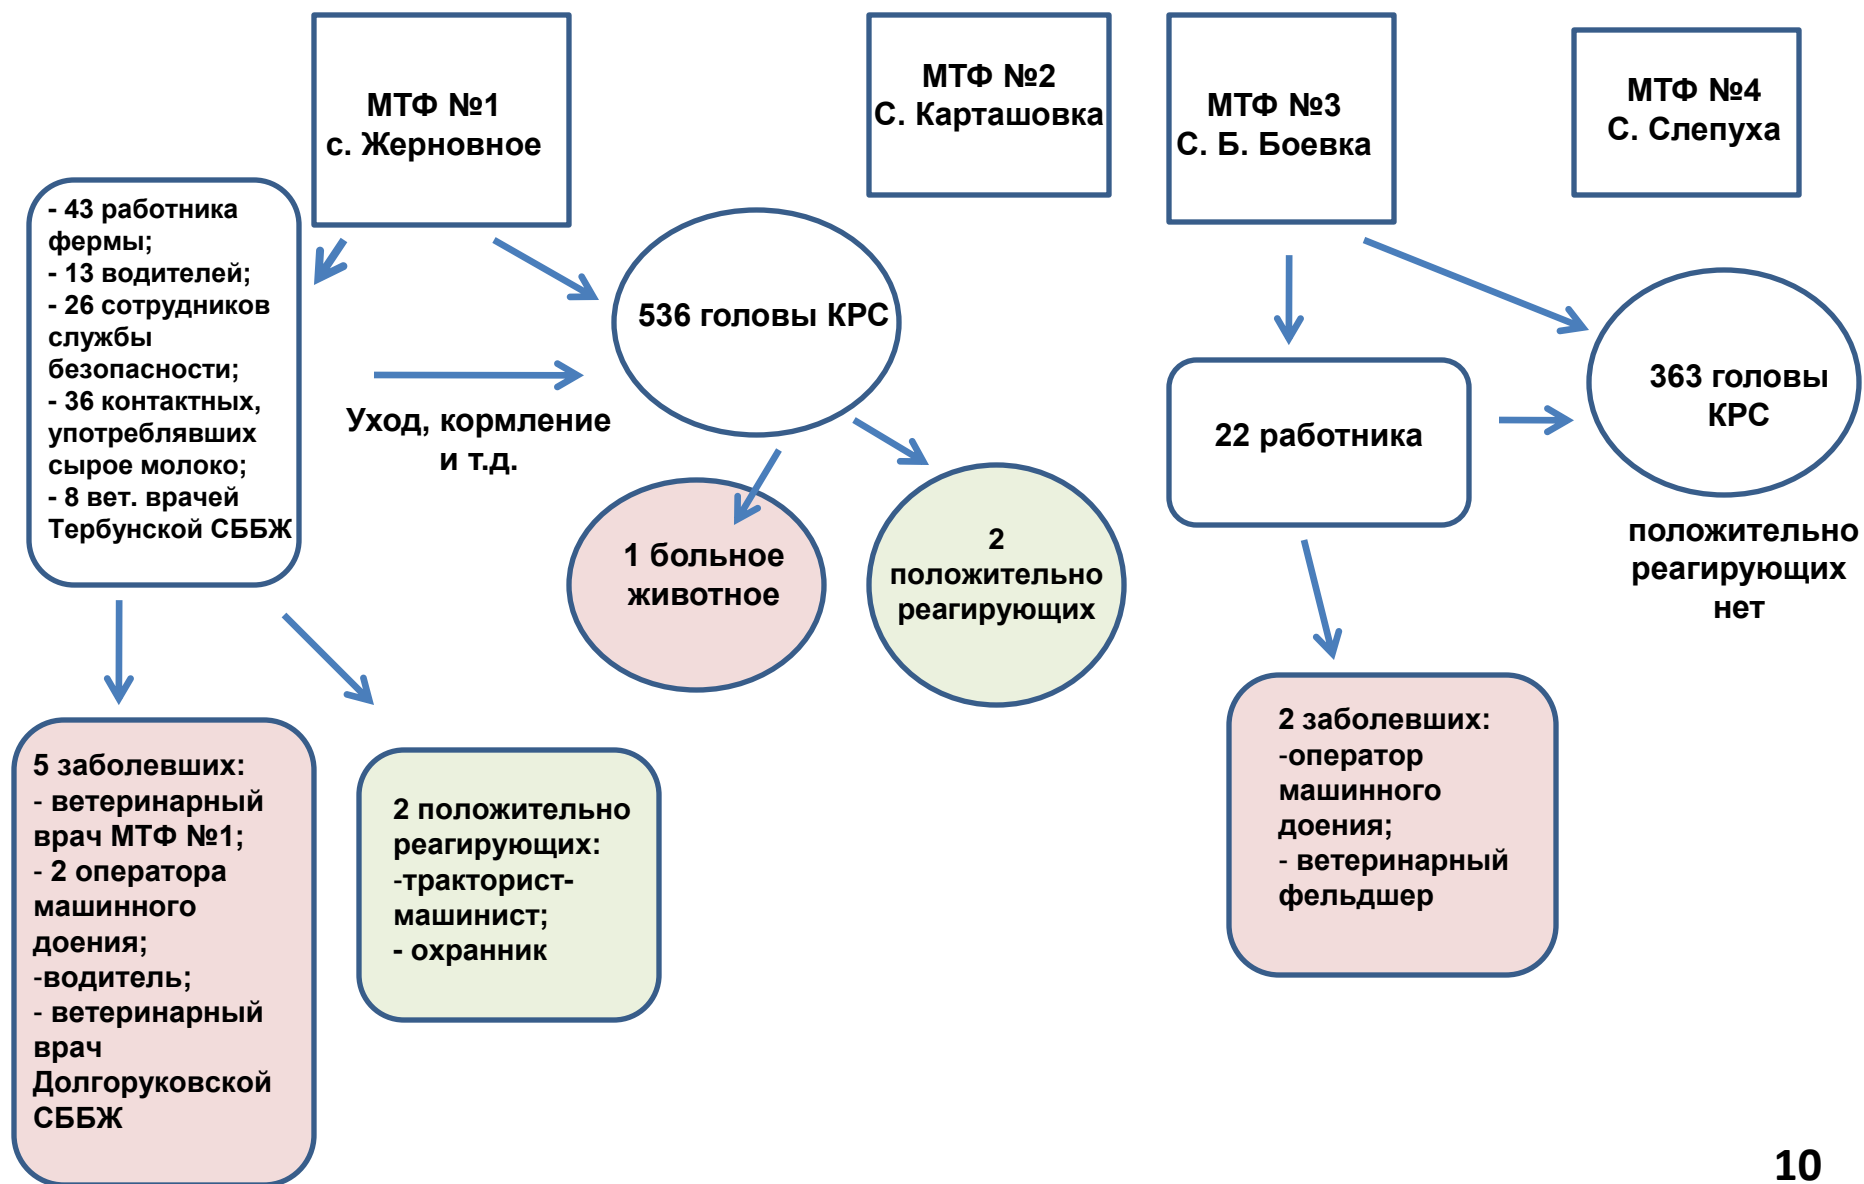 МТФ №1
с. Жерновное
МТФ №2
С. Карташовка
МТФ №3
С. Б. Боевка
МТФ №4
С. Слепуха
- 43 работника
фермы;
- 13 водителей;
- 26 сотрудников
службы
безопасности;
- 36 контактных,
употреблявших
сырое молоко;
- 8 вет. врачей
Тербунской СББЖ
Уход, кормление
и т.д.
536 головы КРС
1 больное
животное
2
положительно
реагирующих
22 работника
363 головы
КРС
положительно
реагирующих
нет
5 заболевших:
- ветеринарный
врач МТФ №1;
- 2 оператора
машинного
доения;
-водитель;
- ветеринарный
врач
Долгоруковской
СББЖ
2 положительно
реагирующих:
-тракторист-
машинист;
- охранник
2 заболевших:
-оператор
машинного
доения;
- ветеринарный
фельдшер
10